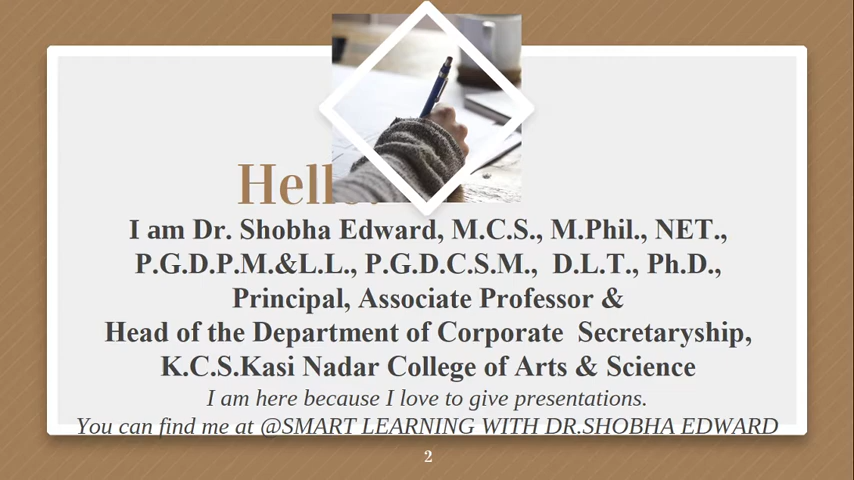 Hello!
I am Dr. Shobha Edward, M.C.S., M.Phil., NET.,
P.G.D.P.M.&L.L., P.G.D.C.S.M., D.L.T., Ph.D.,
Principal, Associate Professor &
Head of the Department of Corporate Secretaryship,
K.C.S.Kasi Nadar College of Arts & Science
I am here because I love to give presentations.
You can find me at @SMART LEARNING WITH DR.SHOBHA EDWARD
2